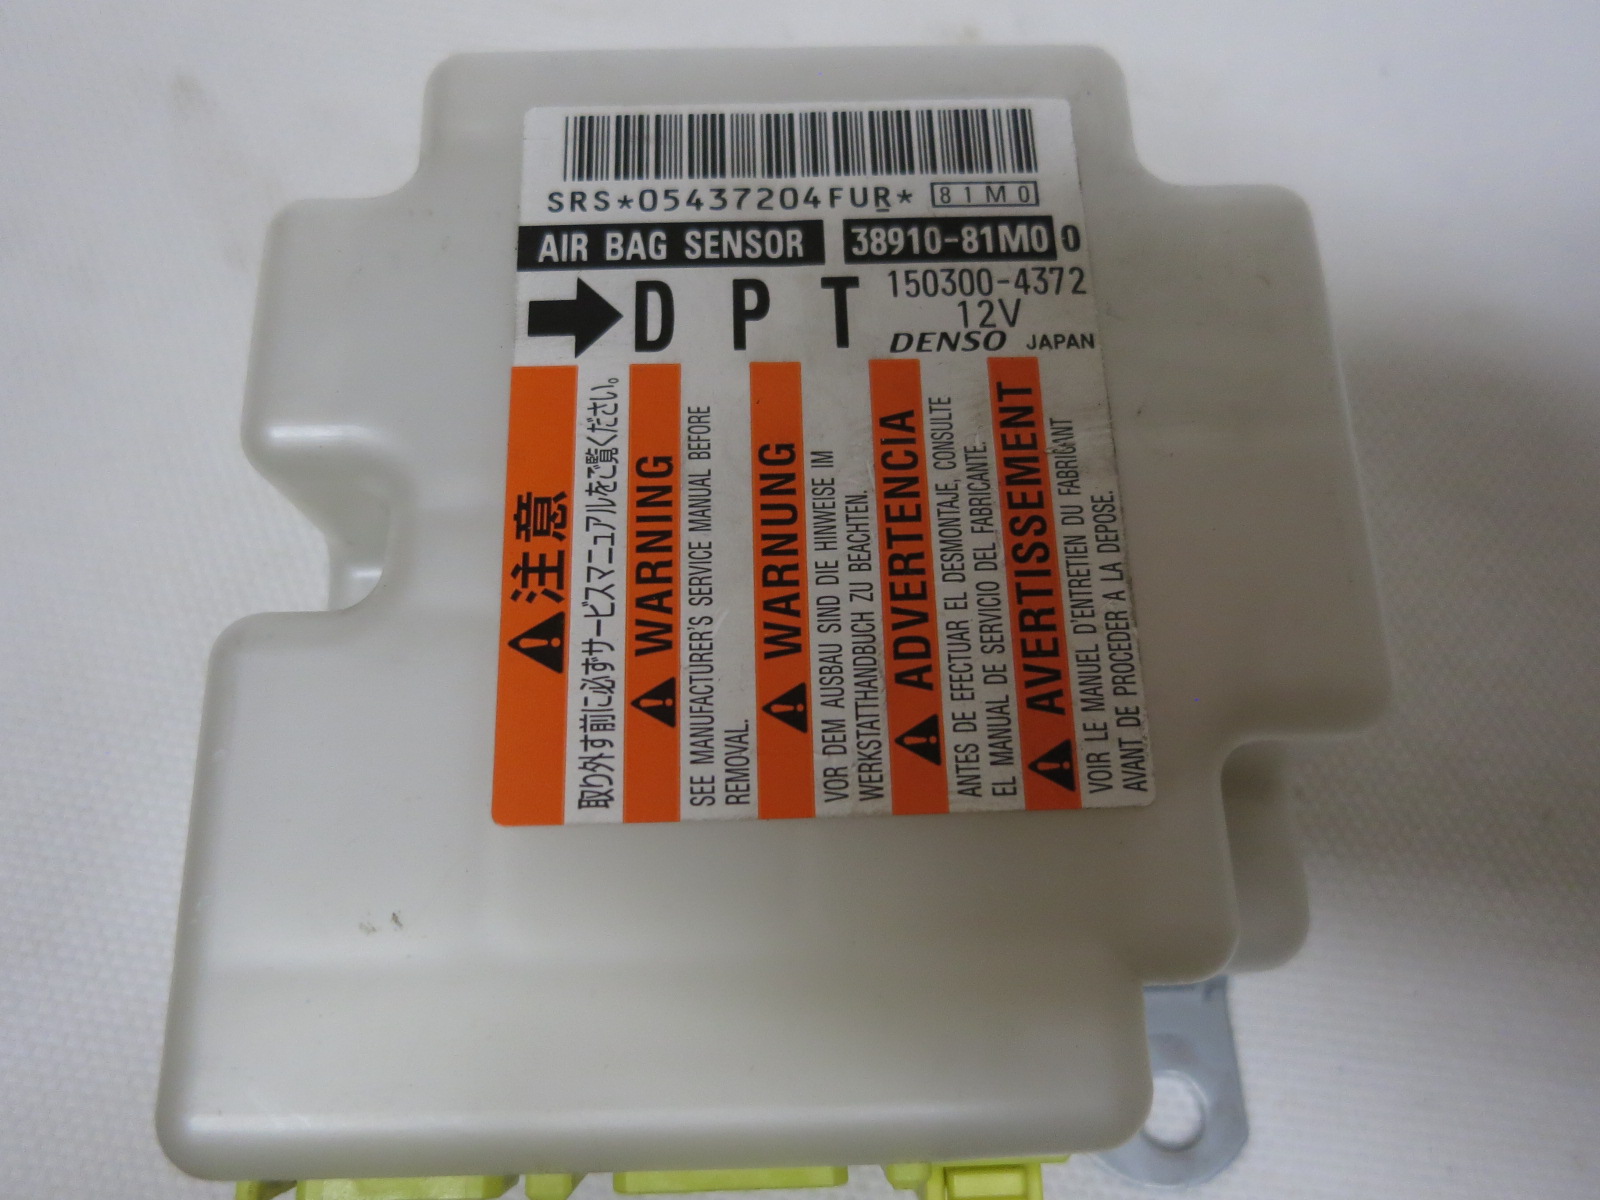 SRS*05437204FUR* 81M0
AIR BAG SENSOR 38910-81M0 0
D P T 150300-4372
12V
DENSO JAPAN
注意
取り外す前に必ずサービスマニュアルをご覧ください。
WARNING
SEE MANUFACTURER'S SERVICE MANUAL BEFORE
REMOVAL.
WARNUNG
VOR DEM AUSBAU SIND DIE HINWEISE IM
WERKSTATTHANDBUCH ZU BEACHTEN.
ADVERTENCIA
ANTES DE EFECTUAR EL DESMONTAJE, CONSULTE
EL MANUAL DE SERVICIO DEL FABRICANTE.
AVERTISSEMENT
VOIR LE MANUEL D'ENTRETIEN DU FABRICANT
AVANT DE PROCEDER A LA DEPOSE.